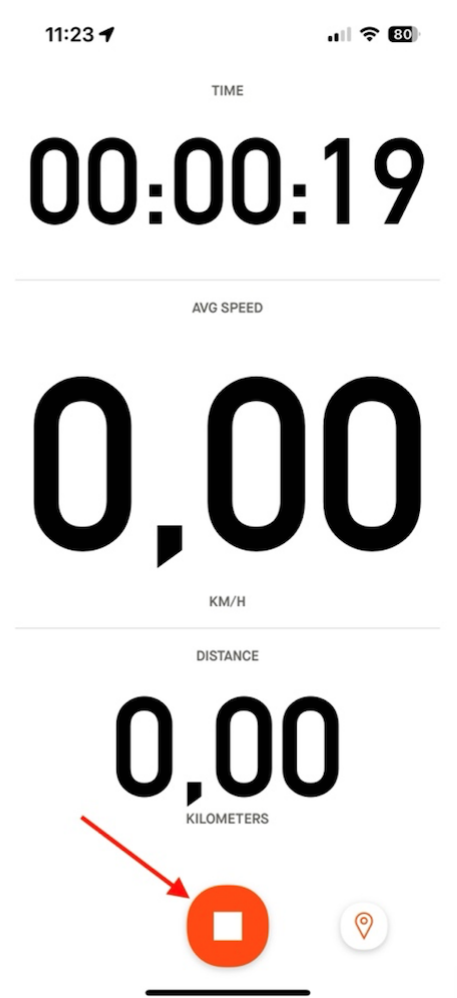 11:23
80
TIME
00:00:19
AVG SPEED
0,00
KM/H
DISTANCE
0,00
KILOMETERS